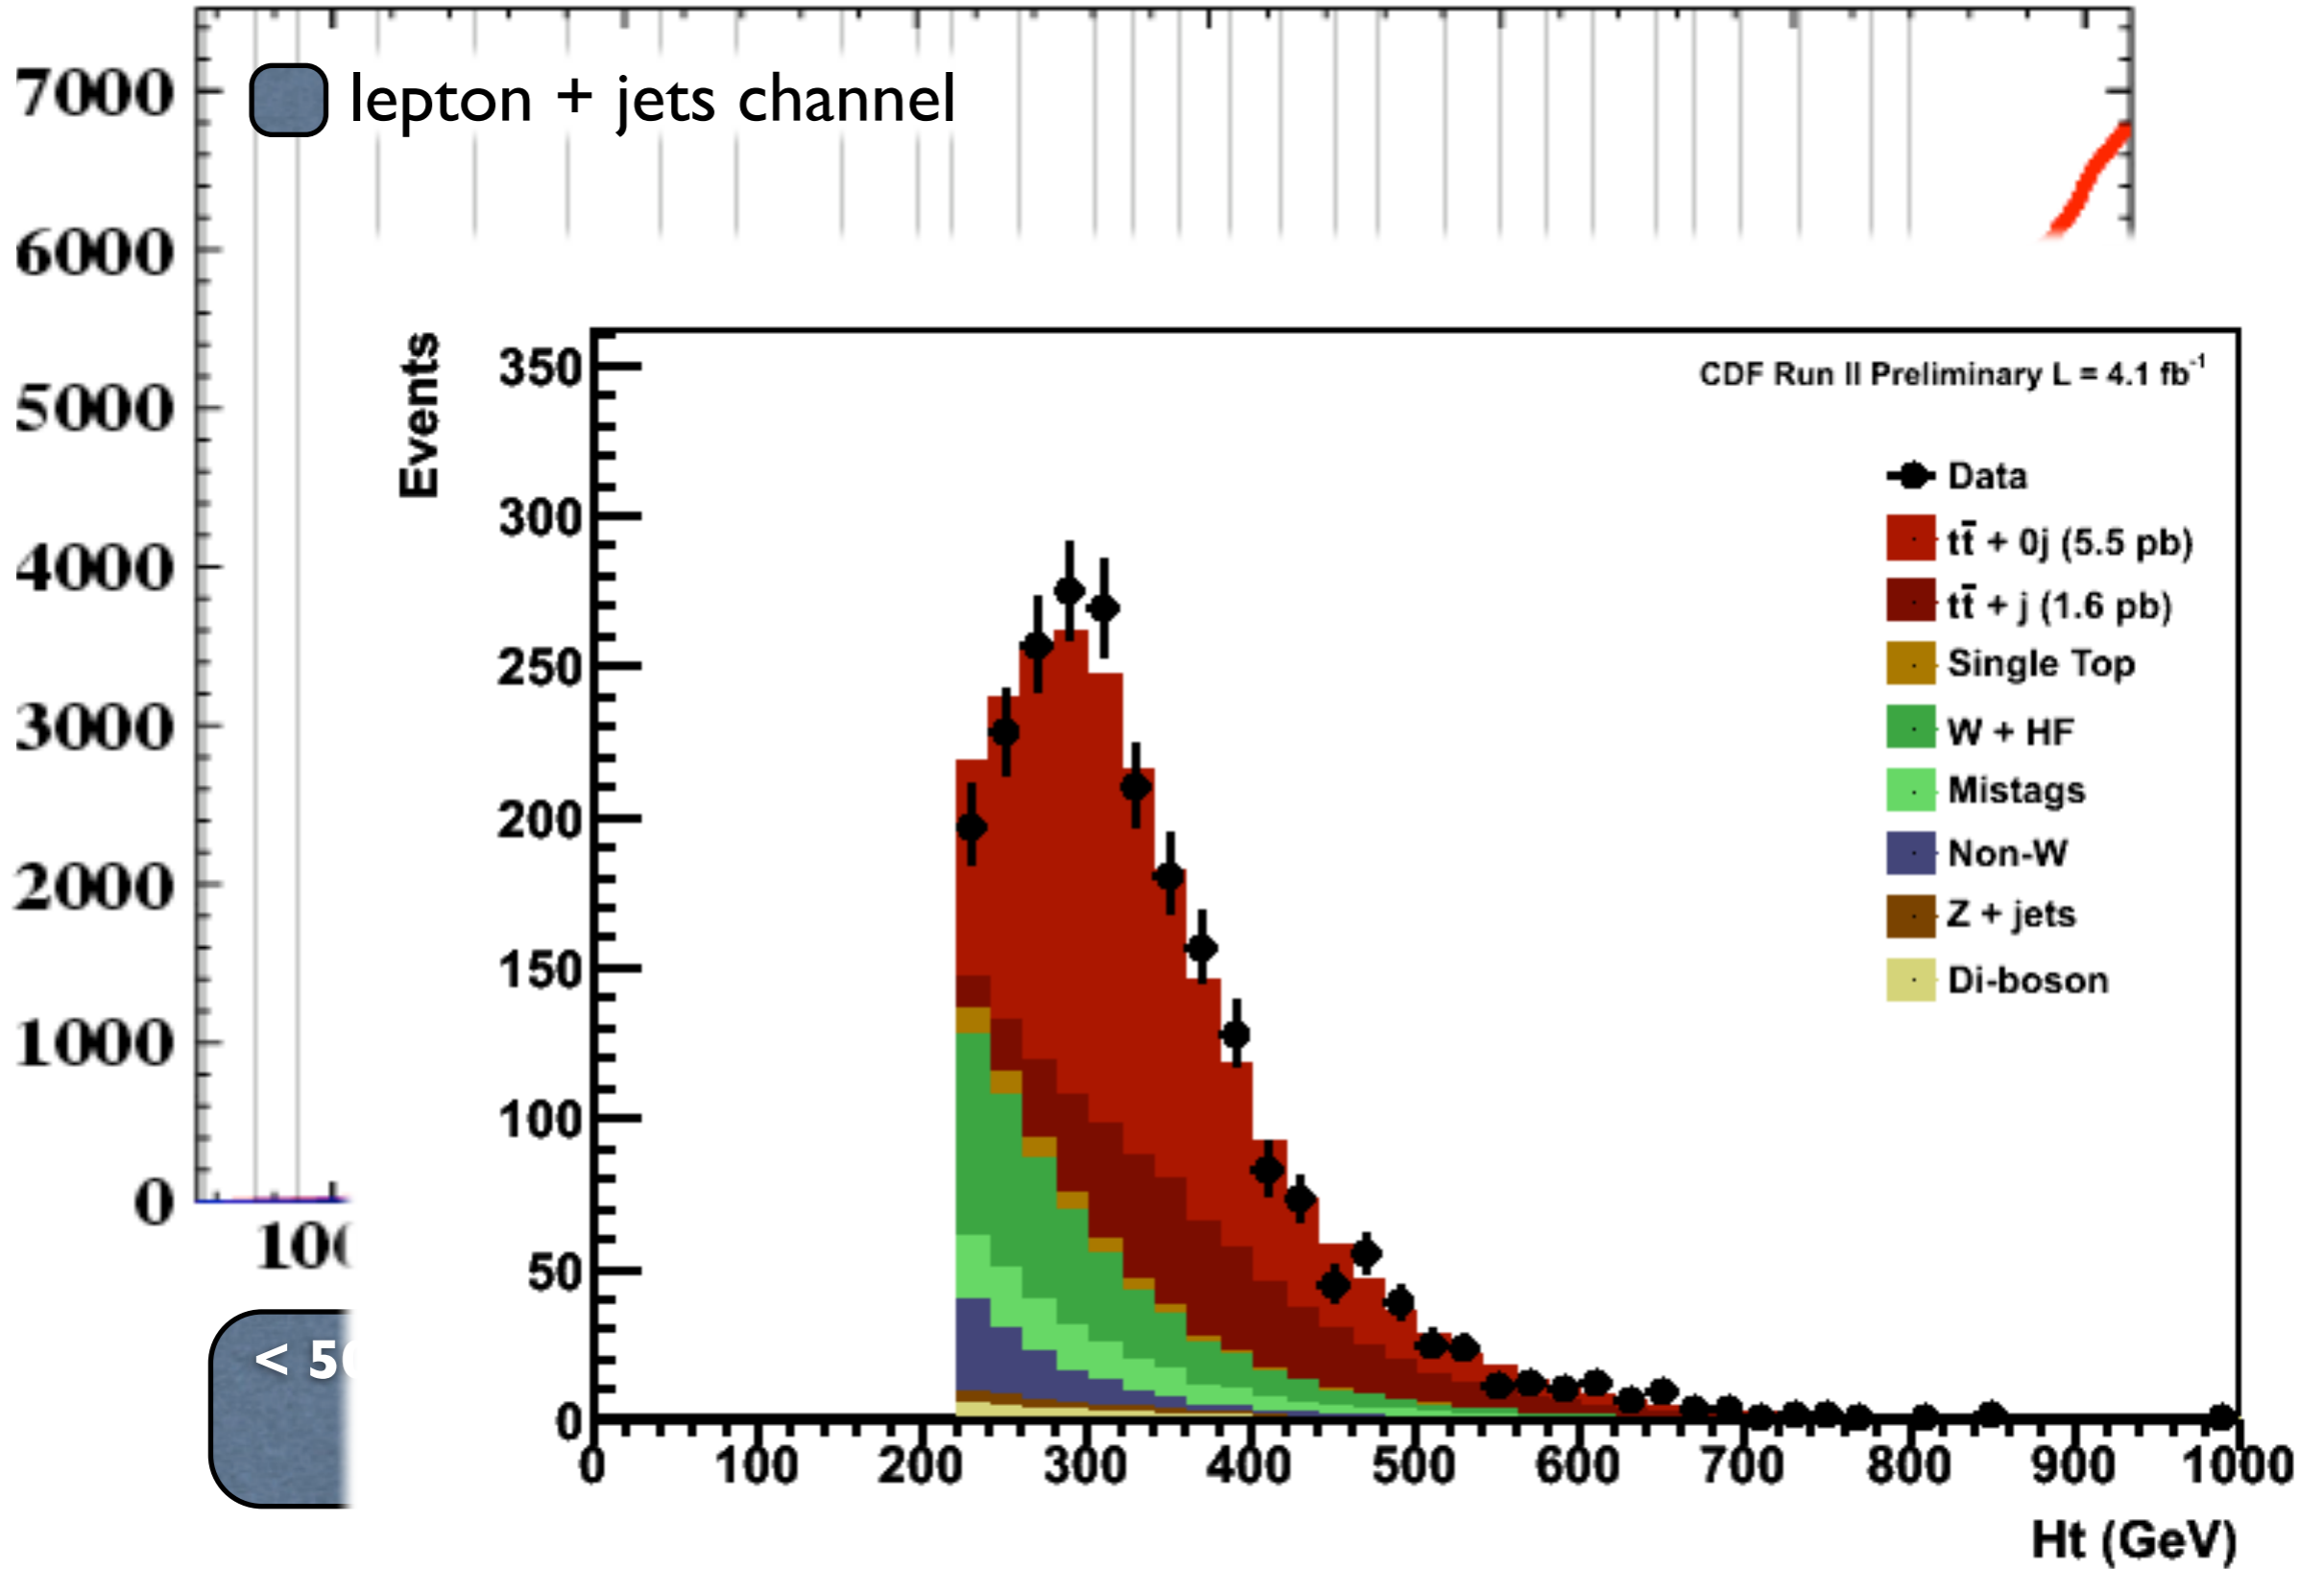 lepton + jets channel
7000
6000
5000
4000
3000
2000
1000
0
Events
350
300
250
200
150
100
50
0
CDF Run II Preliminary L = 4.1 fb⁻¹
Data
tt̄ + 0j (5.5 pb)
tt̄ + j (1.6 pb)
Single Top
W + HF
Mistags
Non-W
Z + jets
Di-boson
0 100 200 300 400 500 600 700 800 900 1000
Ht (GeV)